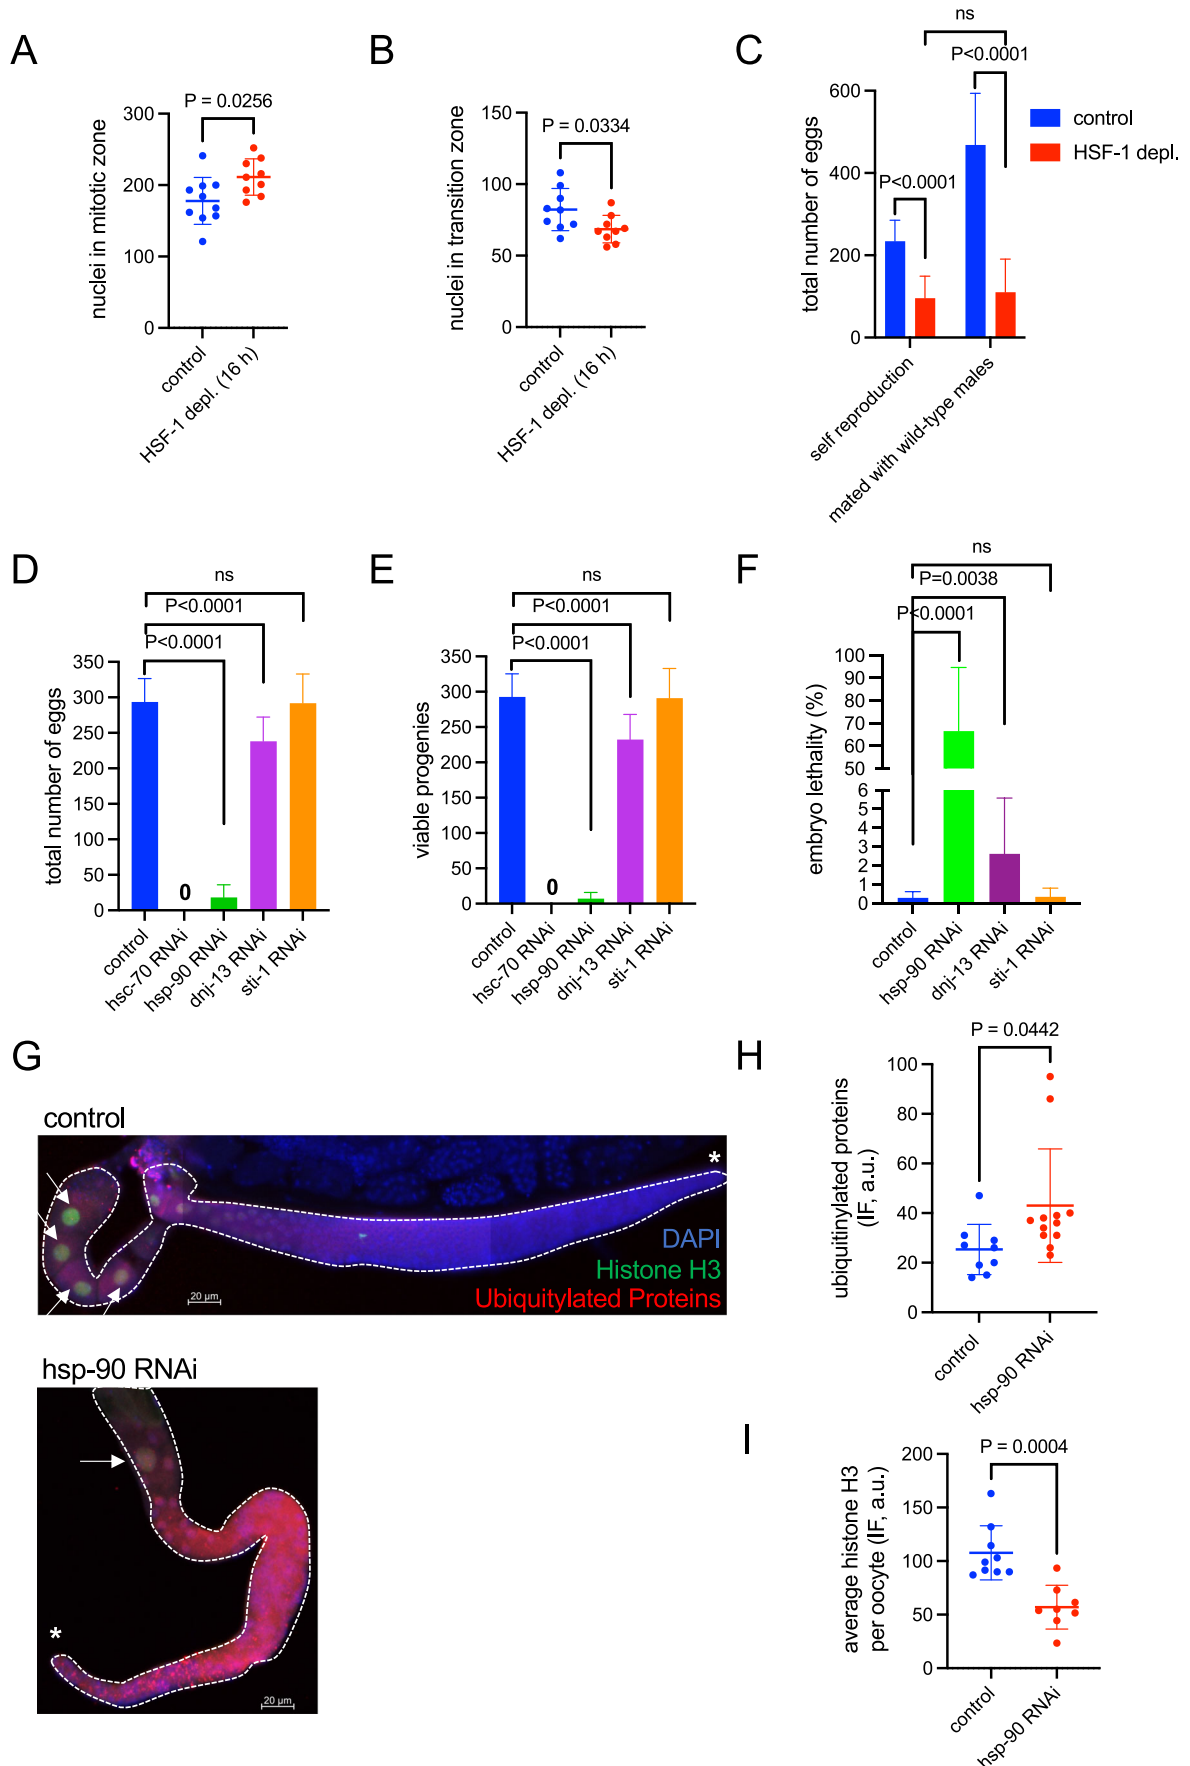 A
P = 0.0256
nuclei in mitotic zone
300
200
100
0
control
HSF-1 depl. (16 h)
B
P = 0.0334
nuclei in transition zone
150
100
50
0
control
HSF-1 depl. (16 h)
C
ns
P<0.0001
P<0.0001
total number of eggs
600
400
200
0
self reproduction
mated with wild-type males
control
HSF-1 depl.
D
ns
P<0.0001
P<0.0001
total number of eggs
350
300
250
200
150
100
50
0
0
control
hsc-70 RNAi
hsp-90 RNAi
dnj-13 RNAi
sti-1 RNAi
E
ns
P<0.0001
P<0.0001
viable progenies
350
300
250
200
150
100
50
0
0
control
hsc-70 RNAi
hsp-90 RNAi
dnj-13 RNAi
sti-1 RNAi
F
ns
P=0.0038
P<0.0001
embryo lethality (%)
100
90
80
70
60
50
6
5
4
3
2
1
0
control
hsp-90 RNAi
dnj-13 RNAi
sti-1 RNAi
G
control
*
DAPI
Histone H3
Ubiquitylated Proteins
20 µm
hsp-90 RNAi
*
20 µm
H
P = 0.0442
ubiquitinylated proteins
(IF, a.u.)
100
80
60
40
20
0
control
hsp-90 RNAi
I
P = 0.0004
average histone H3
per oocyte (IF, a.u.)
200
150
100
50
0
control
hsp-90 RNAi